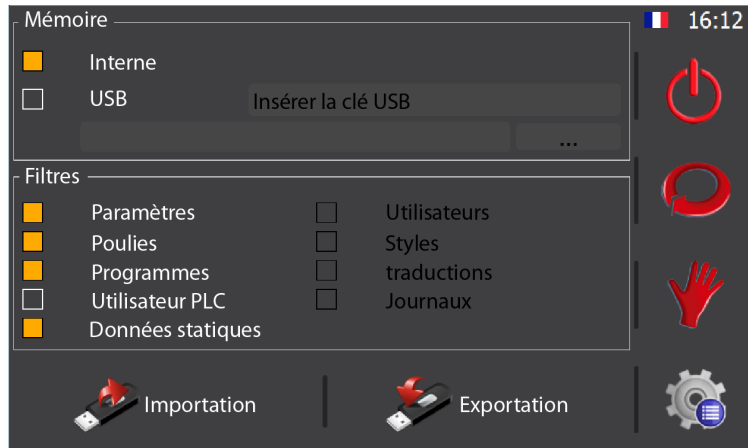 Mémoire
16:12
Interne
USB
Insérer la clé USB
...
Filtres
Paramètres
Utilisateurs
Poulies
Styles
Programmes
traductions
Utilisateur PLC
Journaux
Données statiques
Importation
Exportation